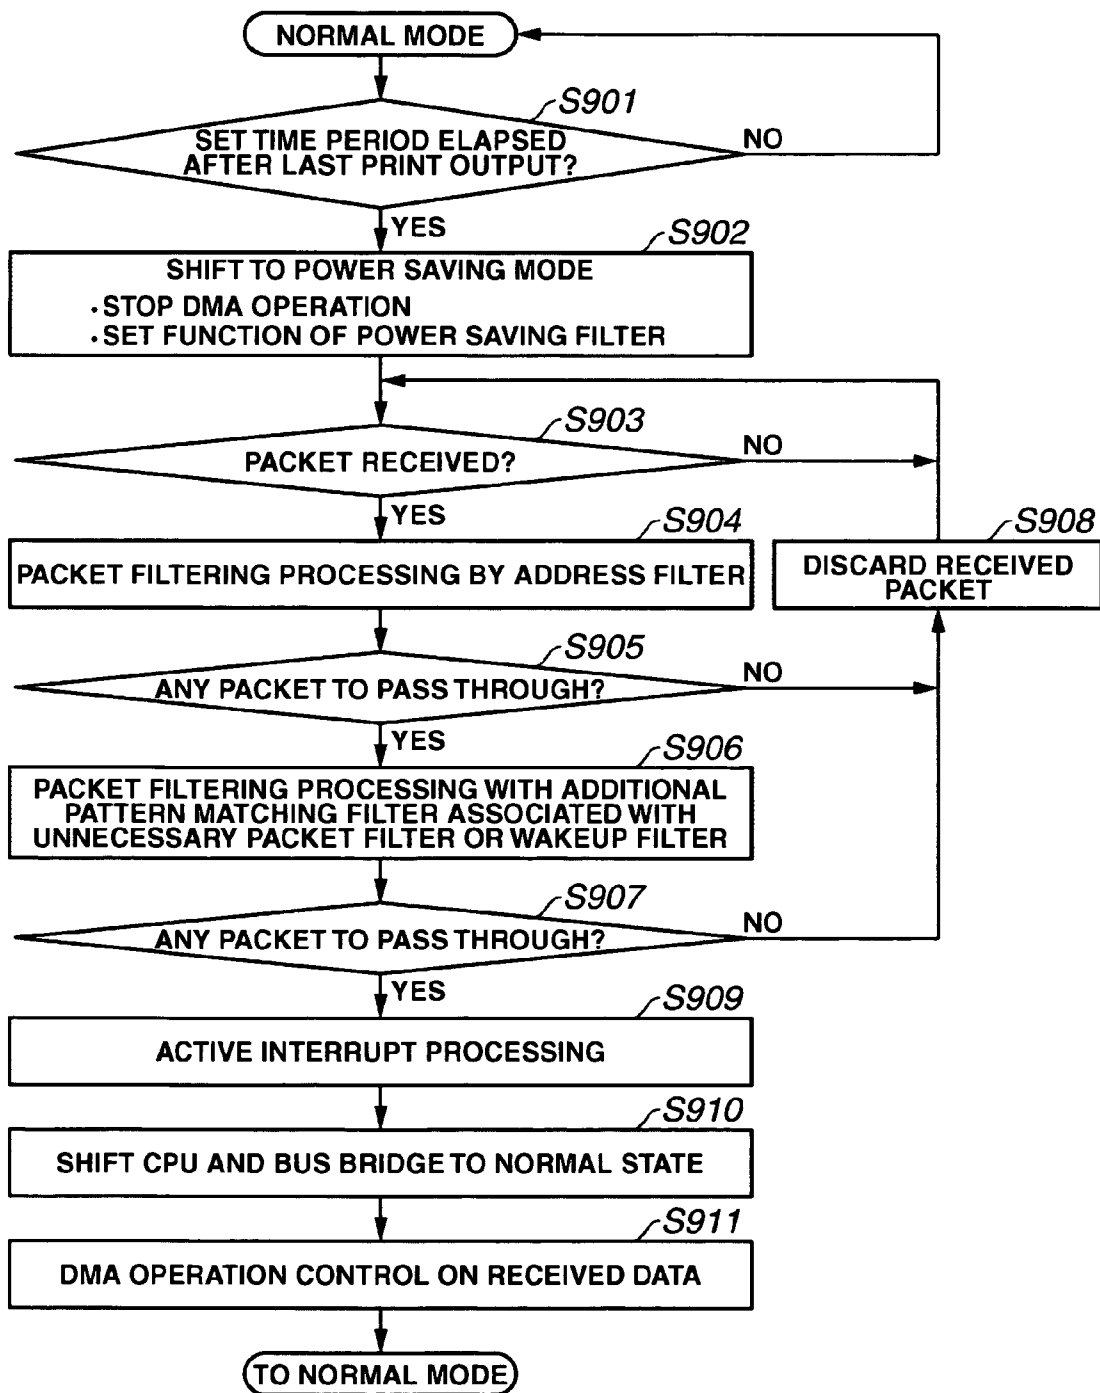 NORMAL MODE
S901
SET TIME PERIOD ELAPSED
AFTER LAST PRINT OUTPUT?
NO
YES
S902
SHIFT TO POWER SAVING MODE
·STOP DMA OPERATION
·SET FUNCTION OF POWER SAVING FILTER
S903
PACKET RECEIVED?
NO
YES
S904
PACKET FILTERING PROCESSING BY ADDRESS FILTER
S908
DISCARD RECEIVED
PACKET
S905
ANY PACKET TO PASS THROUGH?
NO
YES
S906
PACKET FILTERING PROCESSING WITH ADDITIONAL
PATTERN MATCHING FILTER ASSOCIATED WITH
UNNECESSARY PACKET FILTER OR WAKEUP FILTER
S907
ANY PACKET TO PASS THROUGH?
NO
YES
S909
ACTIVE INTERRUPT PROCESSING
S910
SHIFT CPU AND BUS BRIDGE TO NORMAL STATE
S911
DMA OPERATION CONTROL ON RECEIVED DATA
TO NORMAL MODE